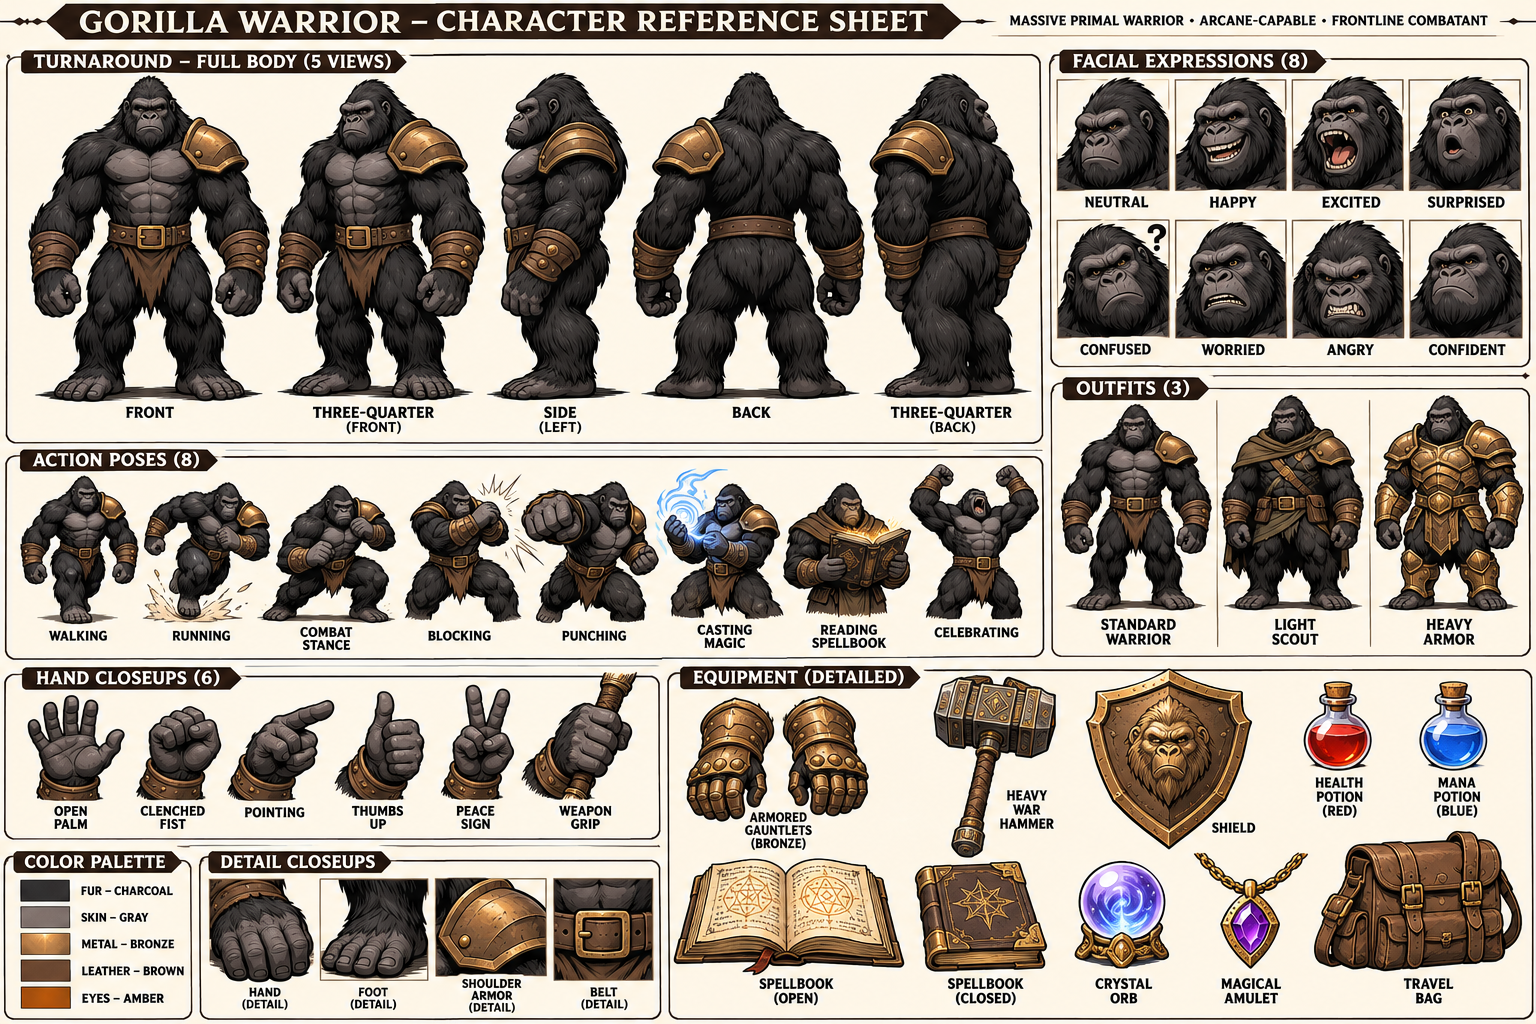 GORILLA WARRIOR – CHARACTER REFERENCE SHEET
MASSIVE PRIMAL WARRIOR • ARCANE-CAPABLE • FRONTLINE COMBATANT
TURNAROUND – FULL BODY (5 VIEWS)
FRONT
THREE-QUARTER
(FRONT)
SIDE
(LEFT)
BACK
THREE-QUARTER
(BACK)
FACIAL EXPRESSIONS (8)
NEUTRAL
HAPPY
EXCITED
SURPRISED
?
CONFUSED
WORRIED
ANGRY
CONFIDENT
OUTFITS (3)
STANDARD
WARRIOR
LIGHT
SCOUT
HEAVY
ARMOR
ACTION POSES (8)
WALKING
RUNNING
COMBAT
STANCE
BLOCKING
PUNCHING
CASTING
MAGIC
READING
SPELLBOOK
CELEBRATING
HAND CLOSEUPS (6)
OPEN
PALM
CLENCHED
FIST
POINTING
THUMBS
UP
PEACE
SIGN
WEAPON
GRIP
EQUIPMENT (DETAILED)
ARMORED
GAUNTLETS
(BRONZE)
HEAVY
WAR
HAMMER
SHIELD
HEALTH
POTION
(RED)
MANA
POTION
(BLUE)
SPELLBOOK
(OPEN)
SPELLBOOK
(CLOSED)
CRYSTAL
ORB
MAGICAL
AMULET
TRAVEL
BAG
COLOR PALETTE
FUR – CHARCOAL
SKIN – GRAY
METAL – BRONZE
LEATHER – BROWN
EYES – AMBER
DETAIL CLOSEUPS
HAND
(DETAIL)
FOOT
(DETAIL)
SHOULDER
ARMOR
(DETAIL)
BELT
(DETAIL)